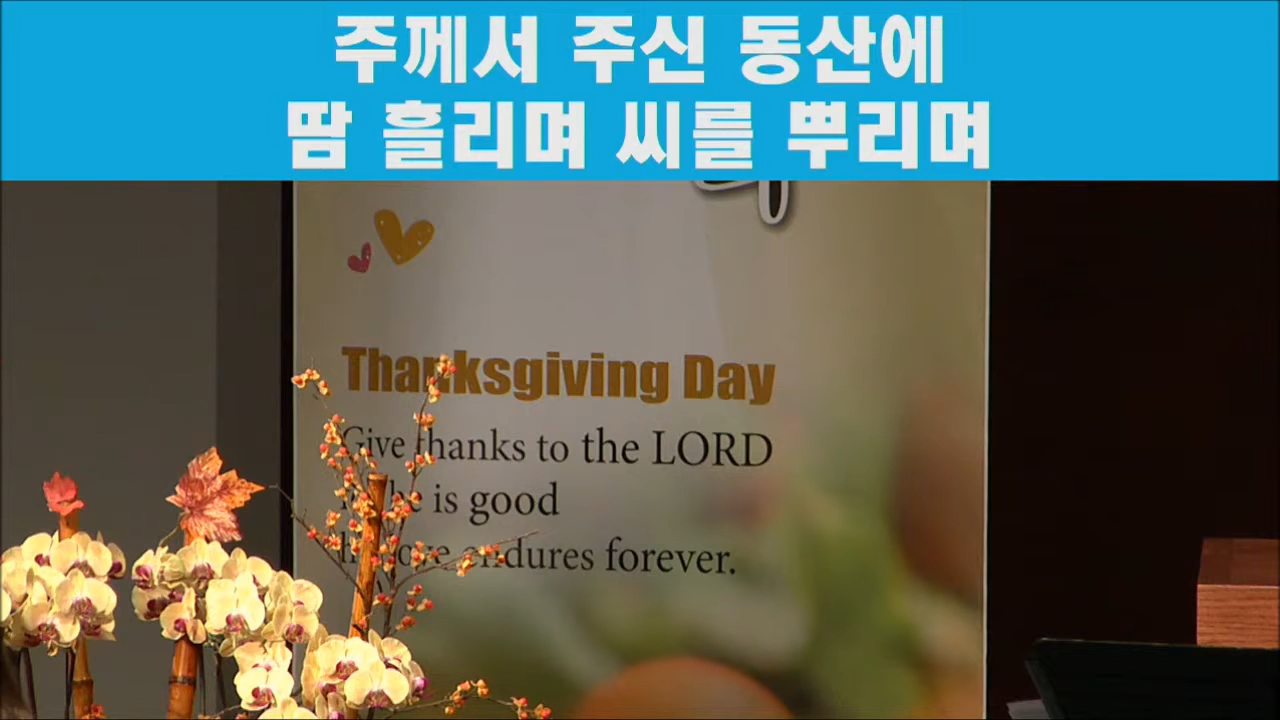 주께서 주신 동산에
땀 흘리며 씨를 뿌리며
Thanksgiving Day
Give thanks to the LORD
he is good
endures forever.